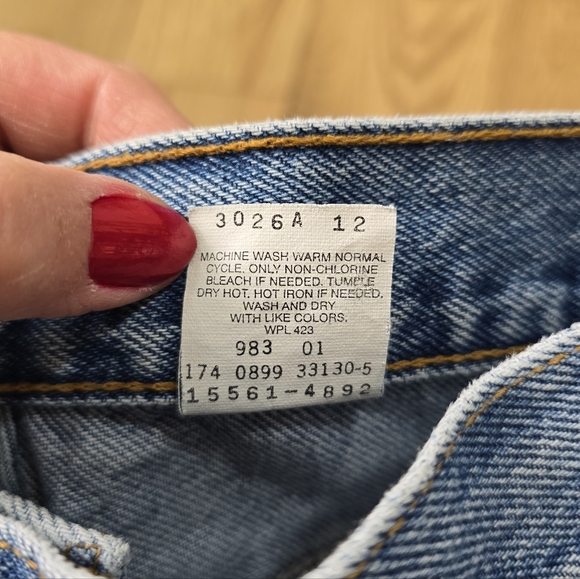 3026A 12
MACHINE WASH WARM NORMAL
CYCLE. ONLY NON-CHLORINE
BLEACH IF NEEDED. TUMBLE
DRY HOT. HOT IRON IF NEEDED.
WASH AND DRY
WITH LIKE COLORS.
WPL 423
983 01
174 0899 33130-5
15561-4892